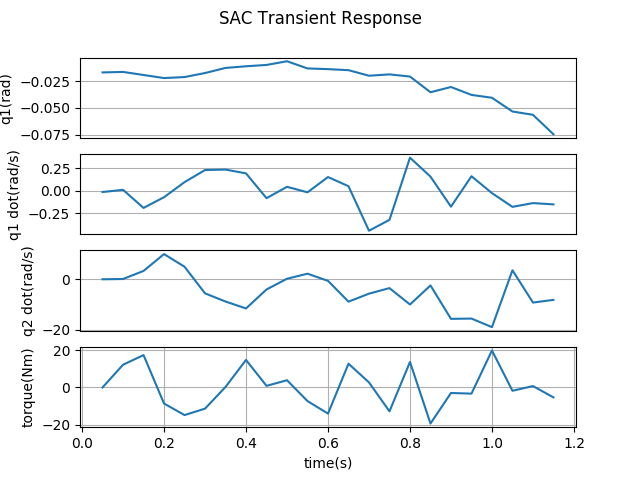 SAC Transient Response
q1(rad)
−0.025
−0.050
−0.075
q1 dot(rad/s)
0.25
0.00
−0.25
q2 dot(rad/s)
0
−20
torque(Nm)
20
0
−20
0.0 0.2 0.4 0.6 0.8 1.0 1.2
time(s)